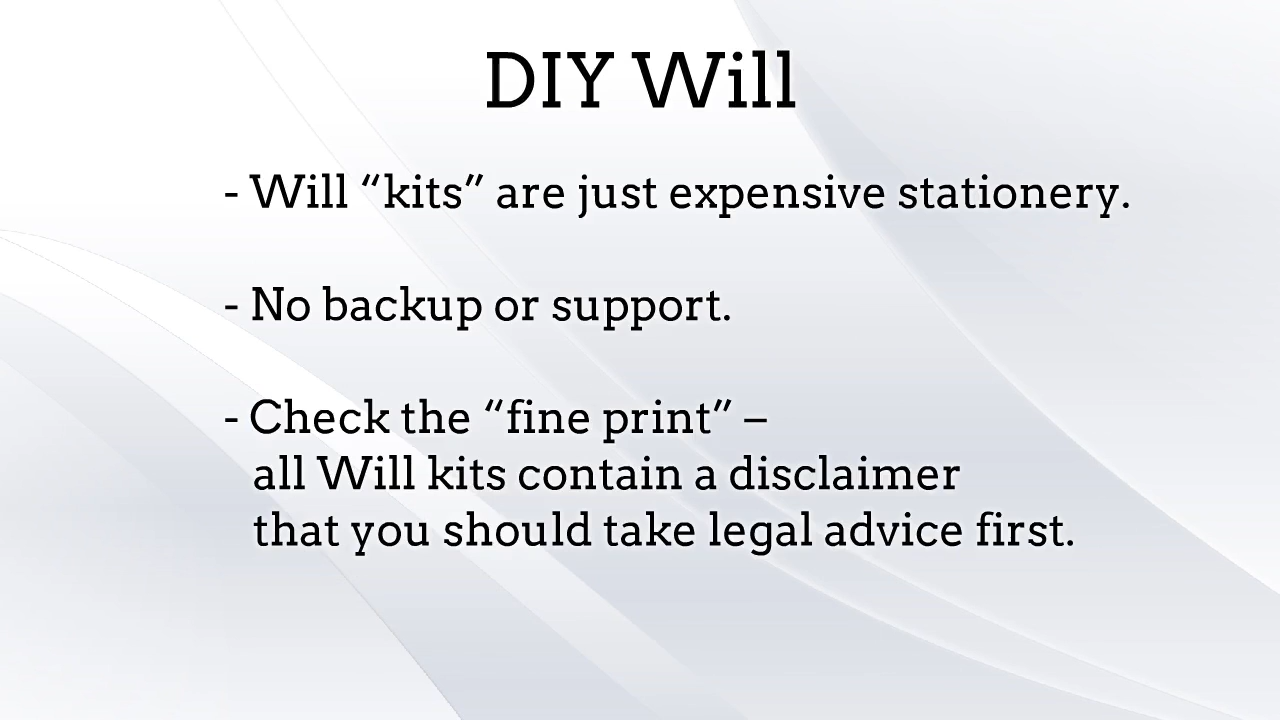 DIY Will
- Will “kits” are just expensive stationery.
- No backup or support.
- Check the “fine print” –
all Will kits contain a disclaimer
that you should take legal advice first.